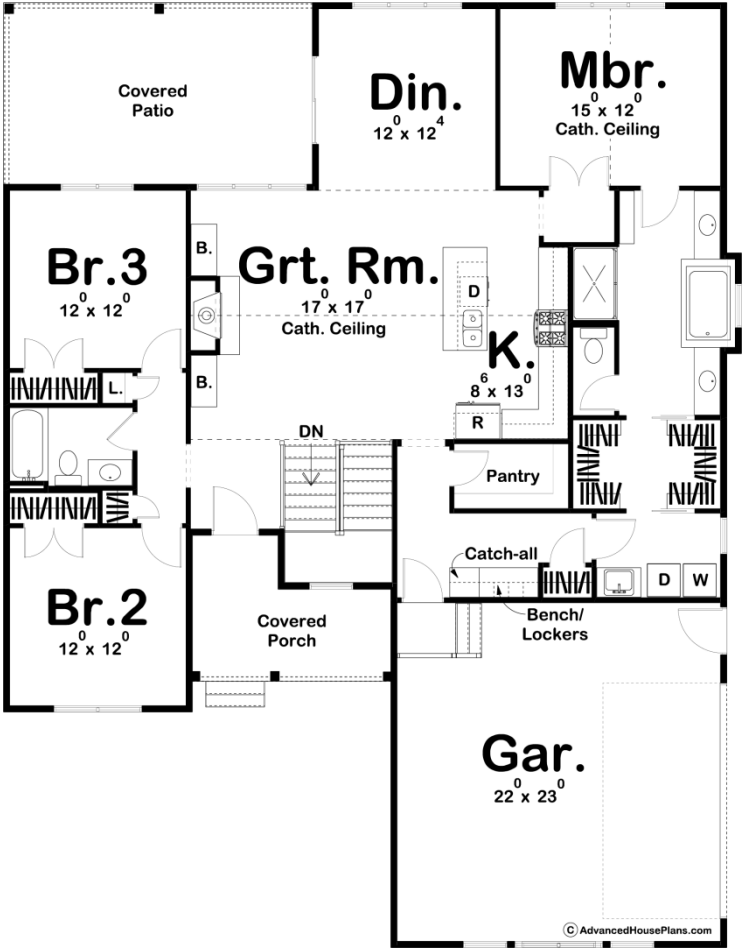 Covered
Patio
Din.
12⁰ x 12⁴
Mbr.
15⁰ x 12⁰
Cath. Ceiling
Br.3
12⁰ x 12⁰
B.
Grt. Rm.
17⁰ x 17⁰
Cath. Ceiling
D
K.
8⁶ x 13⁰
L.
B.
R
DN
Pantry
Catch-all
Bench/
Lockers
D
W
Br.2
12⁰ x 12⁰
Covered
Porch
Gar.
22⁰ x 23⁰
© AdvancedHousePlans.com